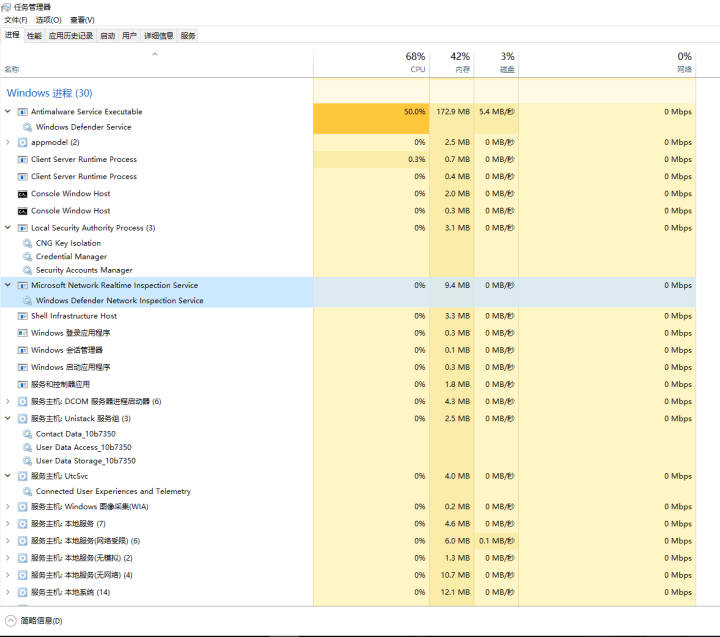 任务管理器
文件(F) 选项(O) 查看(V)
进程 性能 应用历史记录 启动 用户 详细信息 服务
68% 42% 3% 0%
名称 CPU 内存 磁盘 网络
Windows 进程 (30)
Antimalware Service Executable 50.0% 172.9 MB 5.4 MB/秒 0 Mbps
Windows Defender Service
appmodel (2) 0% 2.5 MB 0 MB/秒 0 Mbps
Client Server Runtime Process 0.3% 0.7 MB 0 MB/秒 0 Mbps
Client Server Runtime Process 0% 0.4 MB 0 MB/秒 0 Mbps
Console Window Host 0% 2.0 MB 0 MB/秒 0 Mbps
Console Window Host 0% 0.3 MB 0 MB/秒 0 Mbps
Local Security Authority Process (3) 0% 3.1 MB 0 MB/秒 0 Mbps
CNG Key Isolation
Credential Manager
Security Accounts Manager
Microsoft Network Realtime Inspection Service 0% 9.4 MB 0 MB/秒 0 Mbps
Windows Defender Network Inspection Service
Shell Infrastructure Host 0% 3.3 MB 0 MB/秒 0 Mbps
Windows 登录应用程序 0% 0.3 MB 0 MB/秒 0 Mbps
Windows 会话管理器 0% 0.1 MB 0 MB/秒 0 Mbps
Windows 启动应用程序 0% 0.3 MB 0 MB/秒 0 Mbps
服务和控制器应用 0% 1.8 MB 0 MB/秒 0 Mbps
服务主机: DCOM 服务器进程启动器 (6) 0% 4.3 MB 0 MB/秒 0 Mbps
服务主机: Unistack 服务组 (3) 0% 2.5 MB 0 MB/秒 0 Mbps
Contact Data_10b7350
User Data Access_10b7350
User Data Storage_10b7350
服务主机: UtcSvc 0% 4.0 MB 0 MB/秒 0 Mbps
Connected User Experiences and Telemetry
服务主机: Windows 图像采集(WIA) 0% 0.2 MB 0 MB/秒 0 Mbps
服务主机: 本地服务 (7) 0% 4.6 MB 0 MB/秒 0 Mbps
服务主机: 本地服务(网络受限) (6) 0% 6.0 MB 0.1 MB/秒 0 Mbps
服务主机: 本地服务(无模拟) (2) 0% 1.3 MB 0 MB/秒 0 Mbps
服务主机: 本地服务(无网络) (4) 0% 10.7 MB 0 MB/秒 0 Mbps
服务主机: 本地系统 (14) 0% 12.1 MB 0 MB/秒 0 Mbps
简略信息(D)